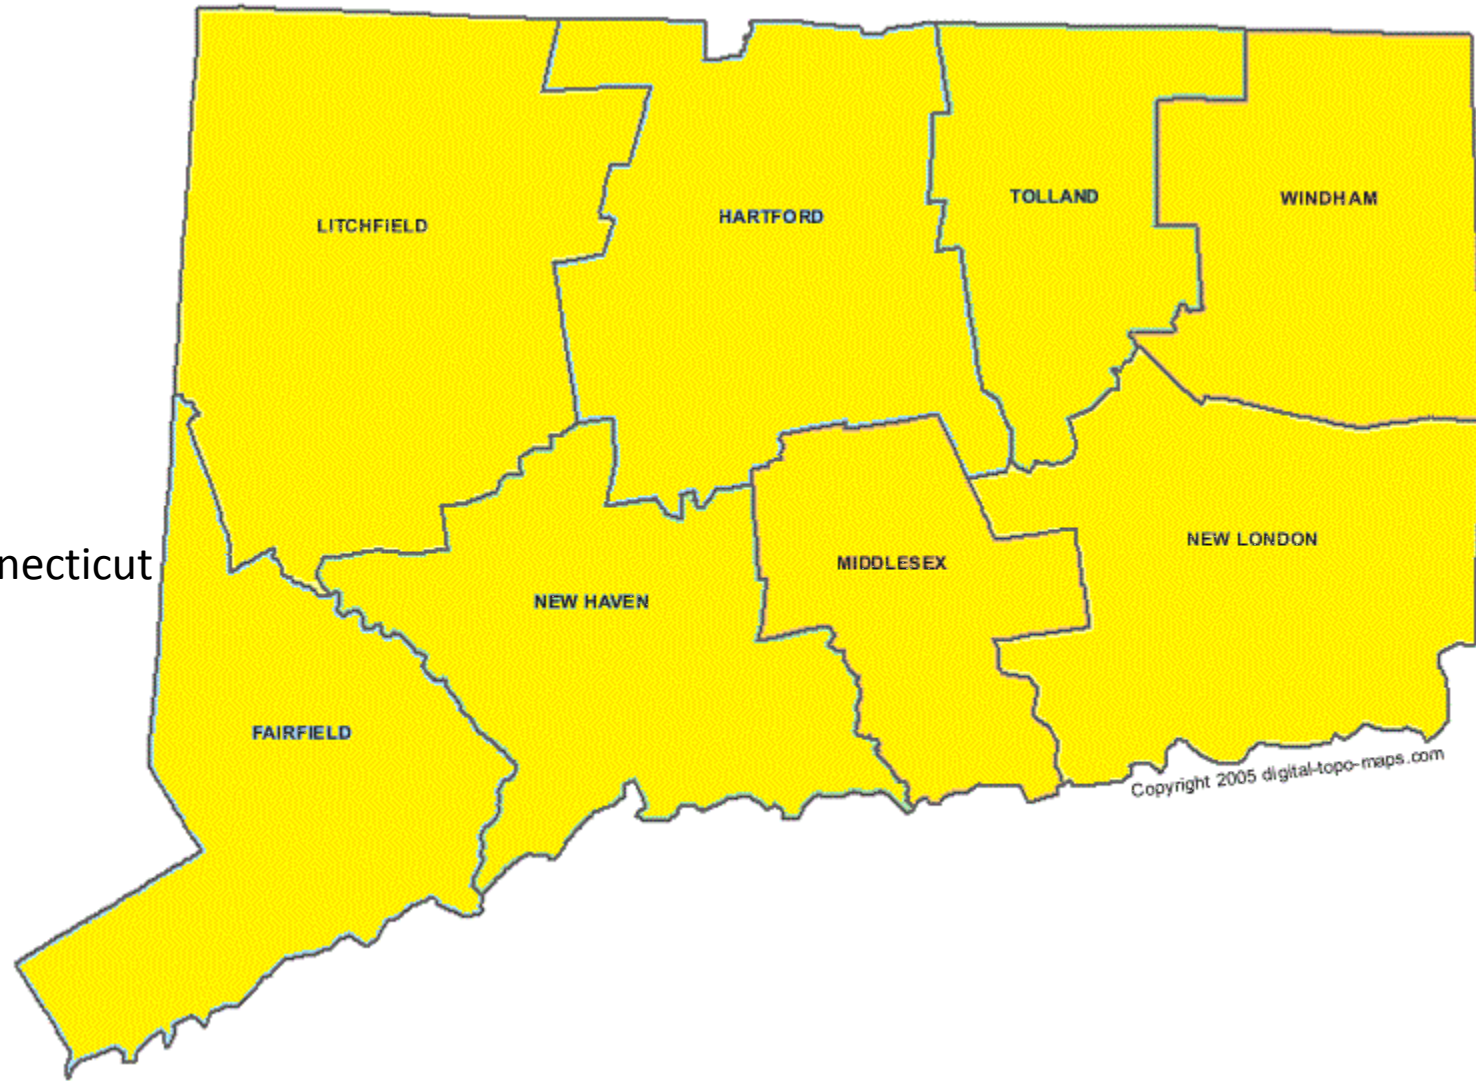 TOLLAND
WINDHAM
HARTFORD
LITCHFIELD
NEW LONDON
necticut
MIDDLESEX
NEW HAVEN
FAIRFIELD
Copyright 2005 digital-topo-maps.com